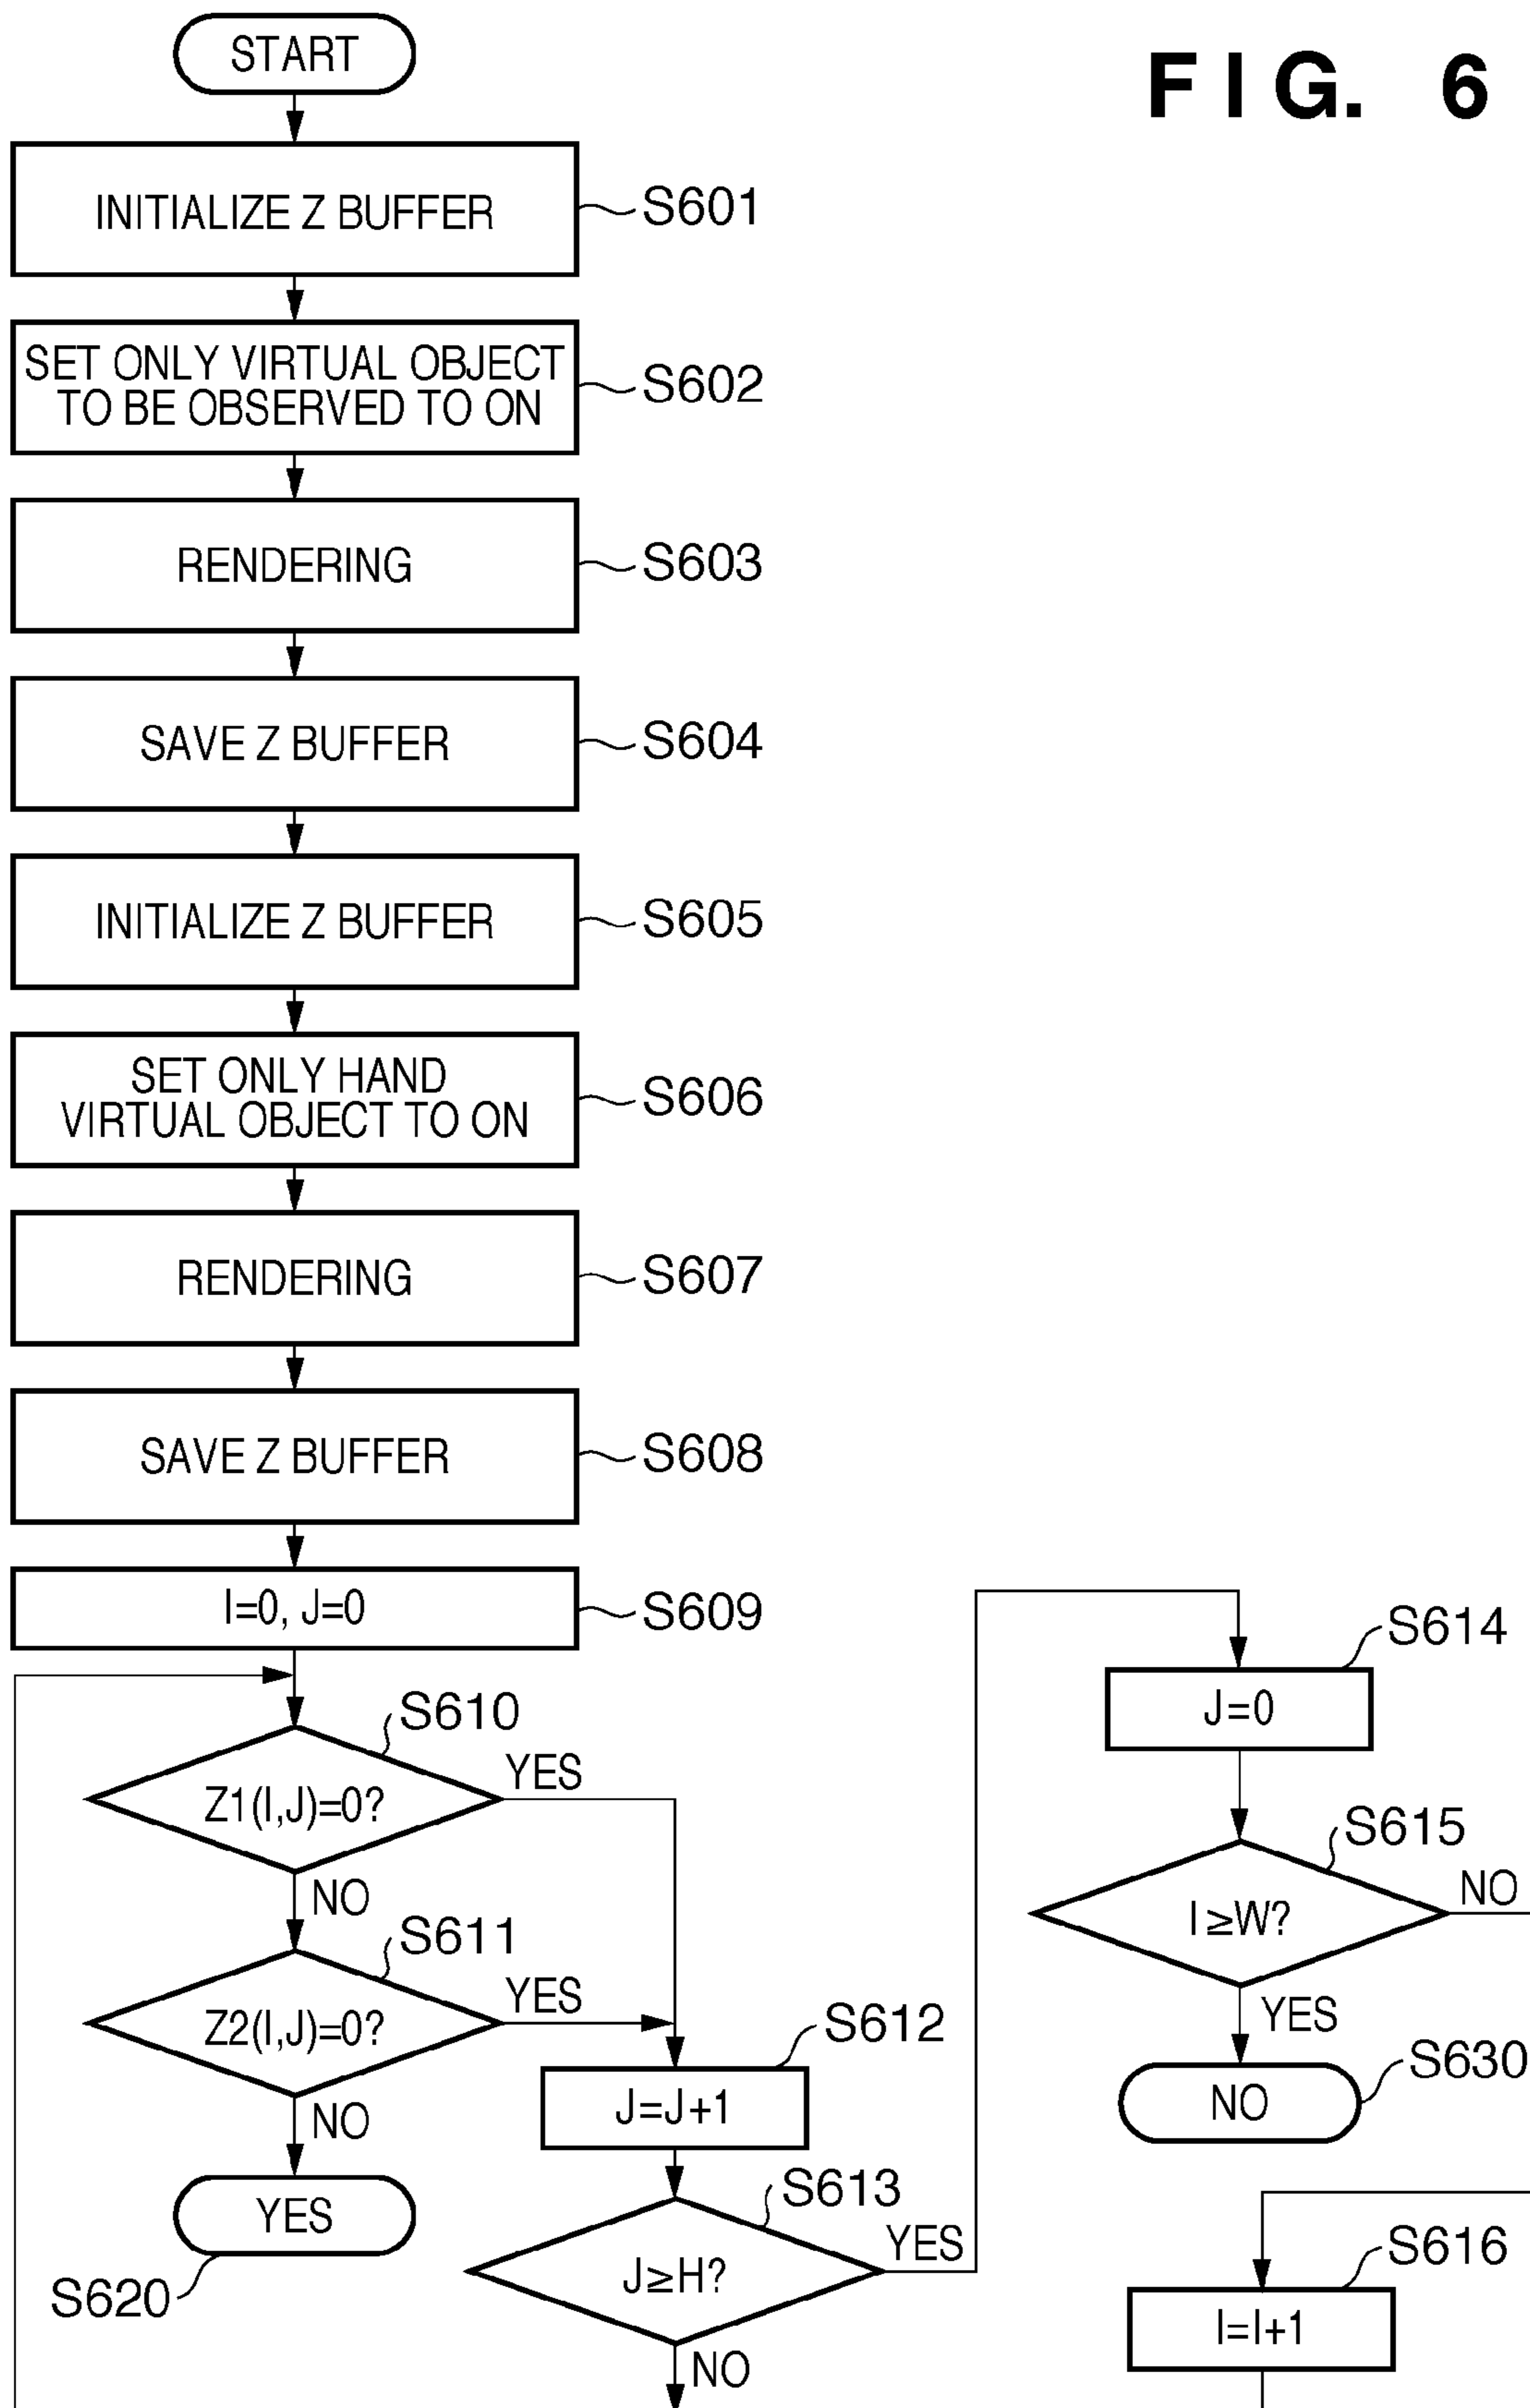 FIG. 6
START
INITIALIZE Z BUFFER
S601
SET ONLY VIRTUAL OBJECT
TO BE OBSERVED TO ON
S602
RENDERING
S603
SAVE Z BUFFER
S604
INITIALIZE Z BUFFER
S605
SET ONLY HAND
VIRTUAL OBJECT TO ON
S606
RENDERING
S607
SAVE Z BUFFER
S608
I=0, J=0
S609
S610
Z1(I,J)=0?
YES
NO
S611
Z2(I,J)=0?
YES
NO
YES
S620
S612
J=J+1
S613
J≥H?
YES
NO
S614
J=0
S615
I≥W?
NO
YES
S630
NO
S616
I=I+1